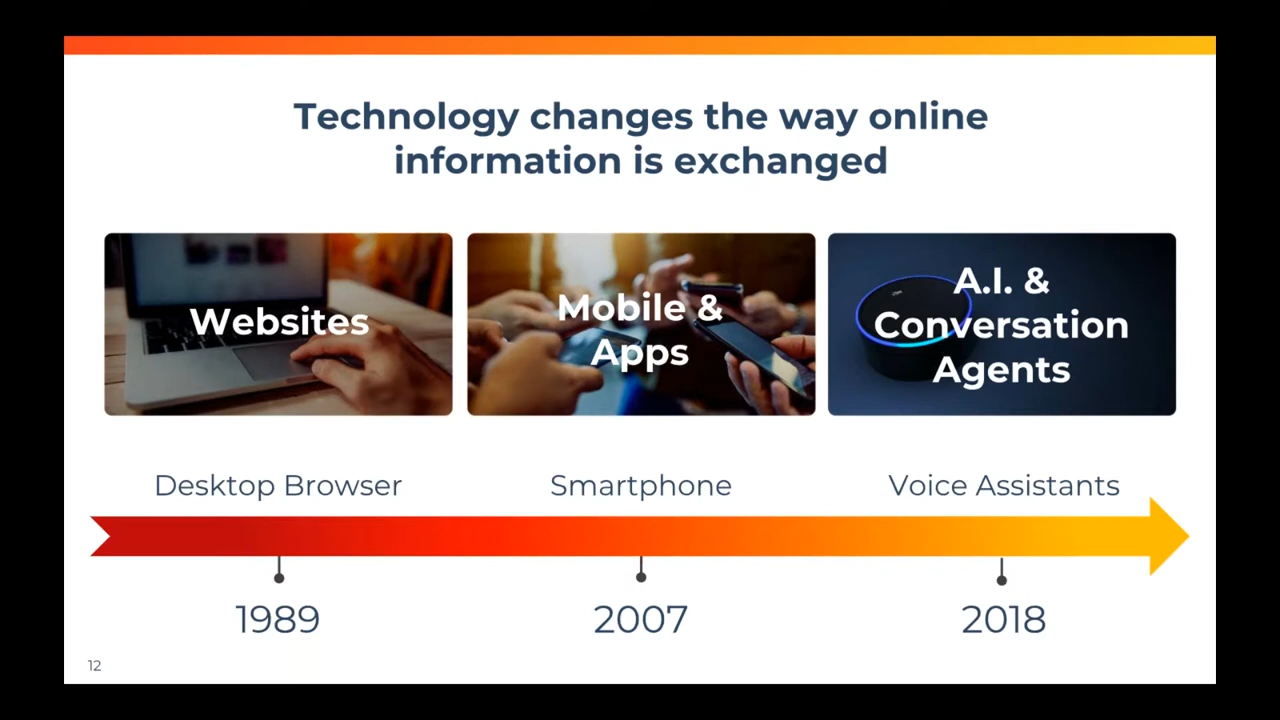 Technology changes the way online
information is exchanged
Websites
Mobile &
Apps
A.I. &
Conversation
Agents
Desktop Browser
Smartphone
Voice Assistants
1989
2007
2018
12